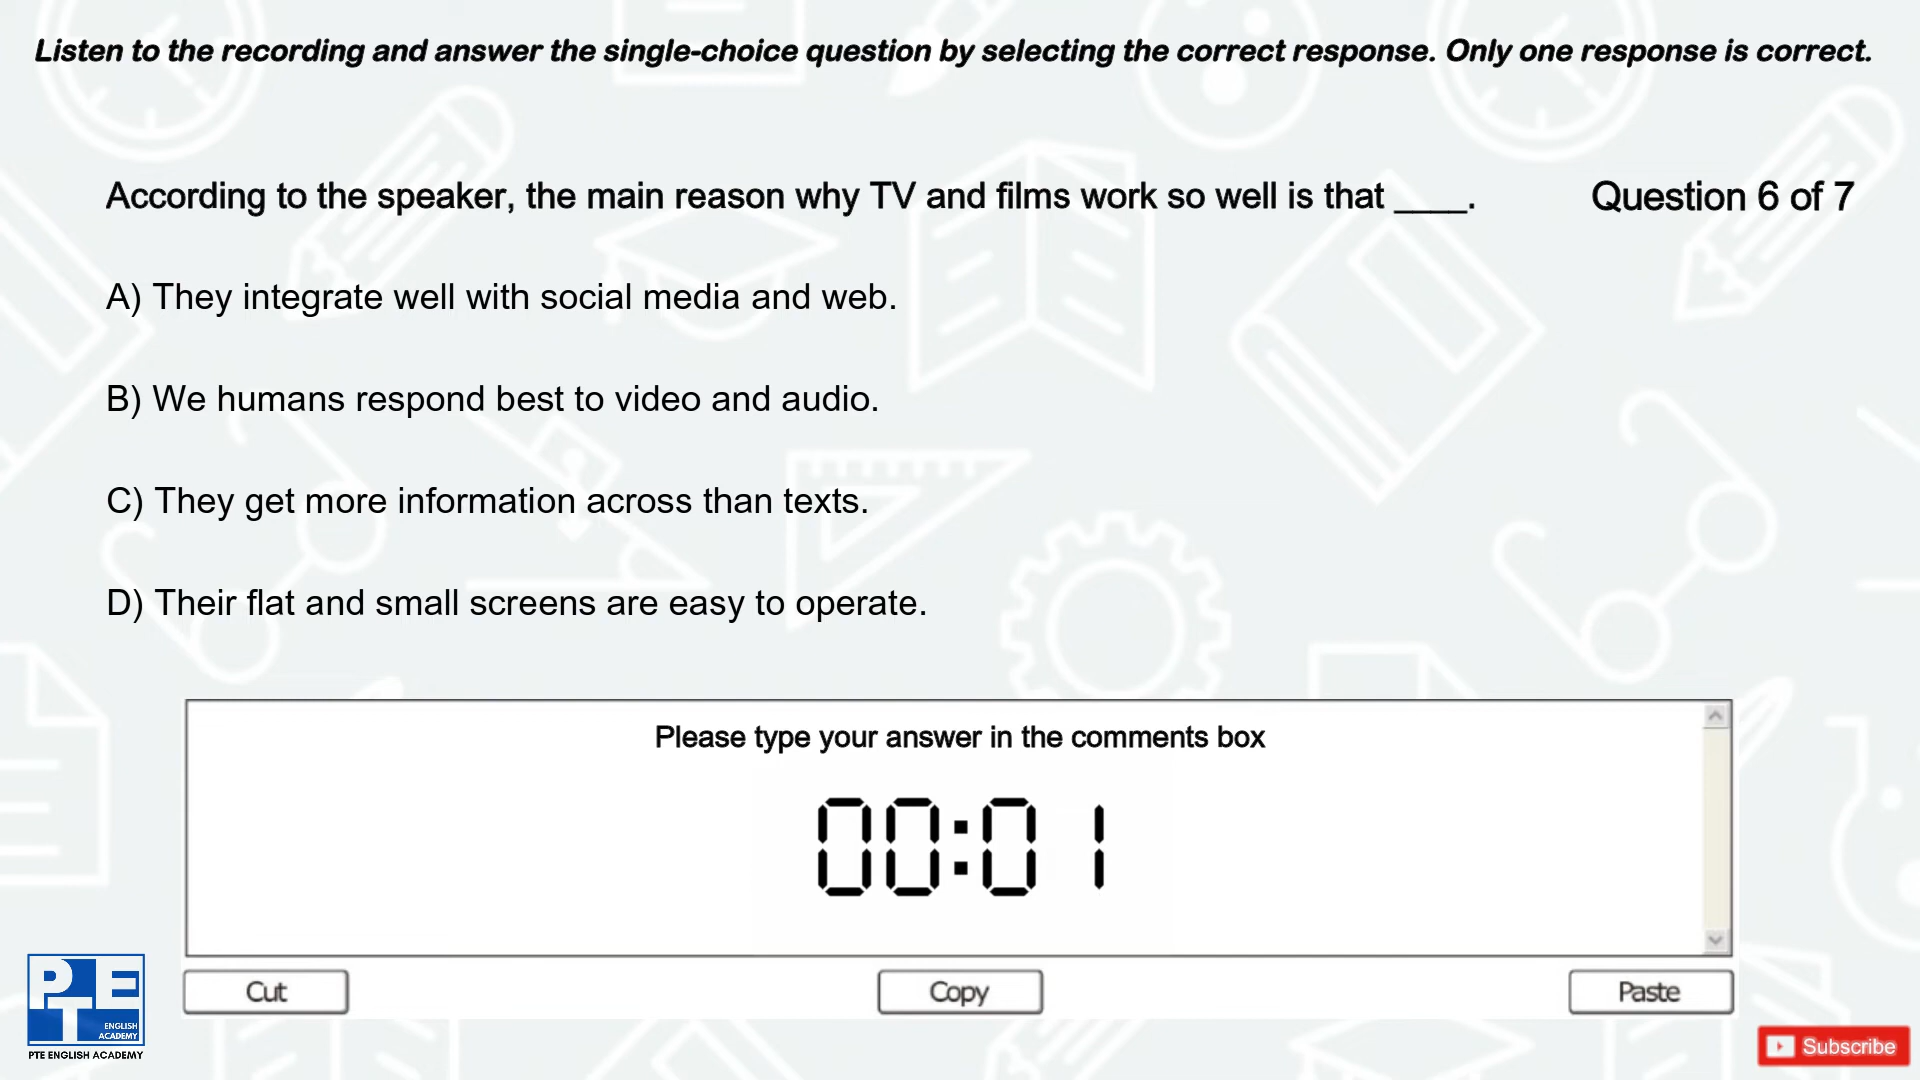 Listen to the recording and answer the single-choice question by selecting the correct response. Only one response is correct.
According to the speaker, the main reason why TV and films work so well is that ____.
Question 6 of 7
A) They integrate well with social media and web.
B) We humans respond best to video and audio.
C) They get more information across than texts.
D) Their flat and small screens are easy to operate.
Please type your answer in the comments box
00:01
Cut
Copy
Paste
PTE
ENGLISH
ACADEMY
PTE ENGLISH ACADEMY
Subscribe